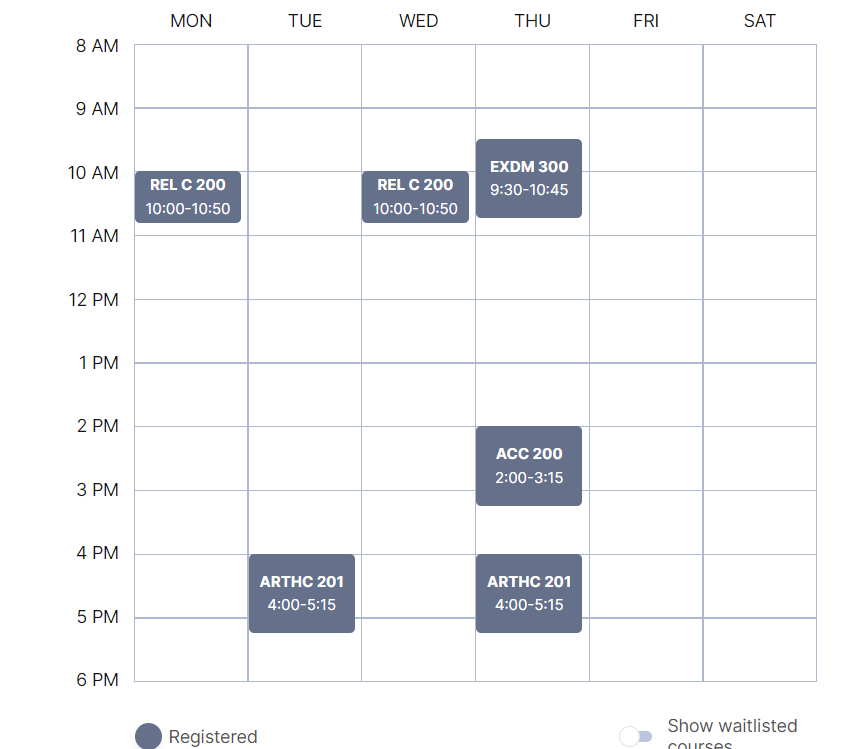 MON TUE WED THU FRI SAT
8 AM
9 AM
EXDM 300
9:30-10:45
10 AM
REL C 200 REL C 200
10:00-10:50 10:00-10:50
11 AM
12 PM
1 PM
2 PM
ACC 200
2:00-3:15
3 PM
4 PM
ARTHC 201 ARTHC 201
4:00-5:15 4:00-5:15
5 PM
6 PM
Registered
Show waitlisted
courses